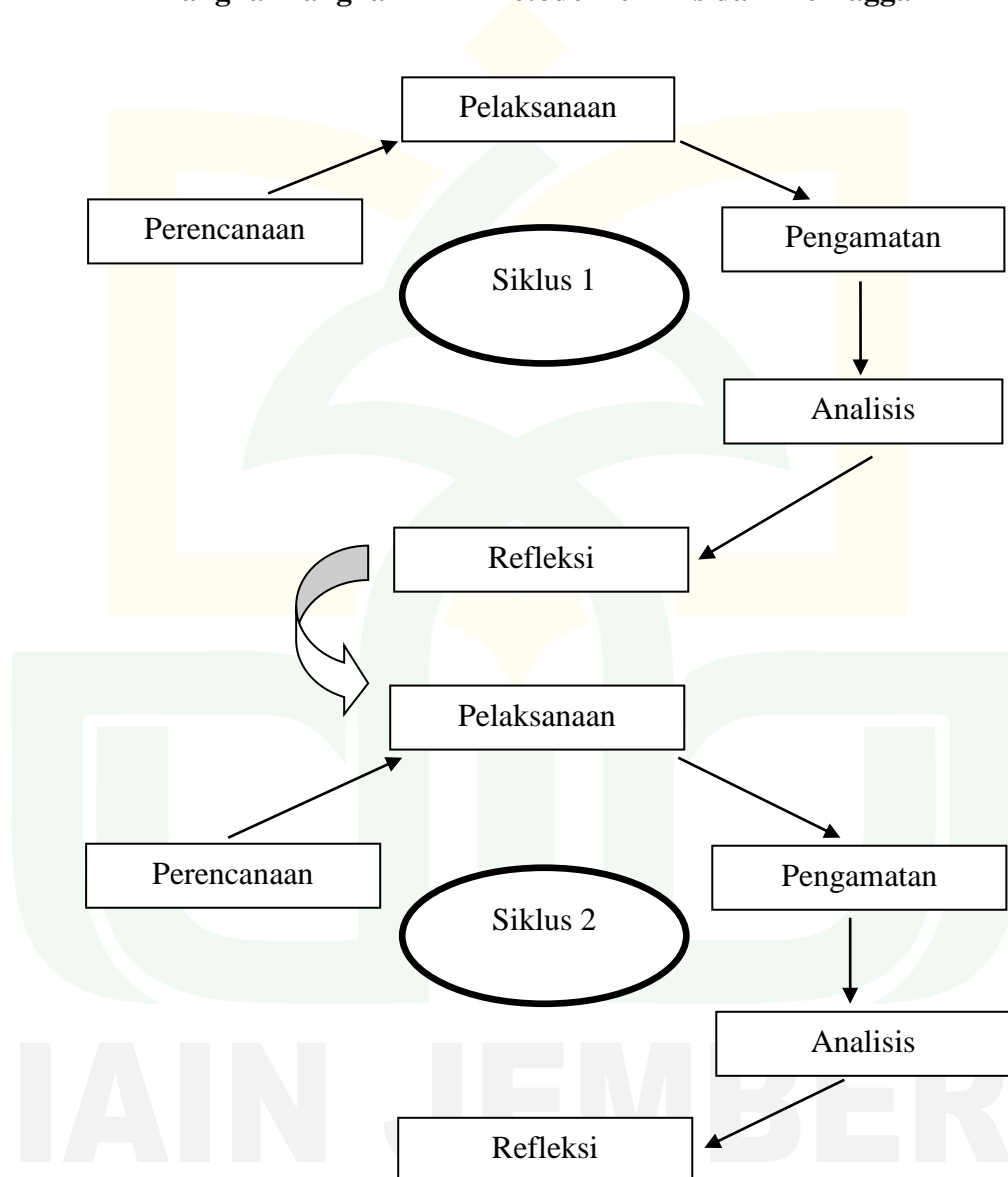 Pelaksanaan
Perencanaan
Pengamatan
Siklus 1
Analisis
Refleksi
Pelaksanaan
Perencanaan
Pengamatan
Siklus 2
Analisis
Refleksi
IAIN JEMBER